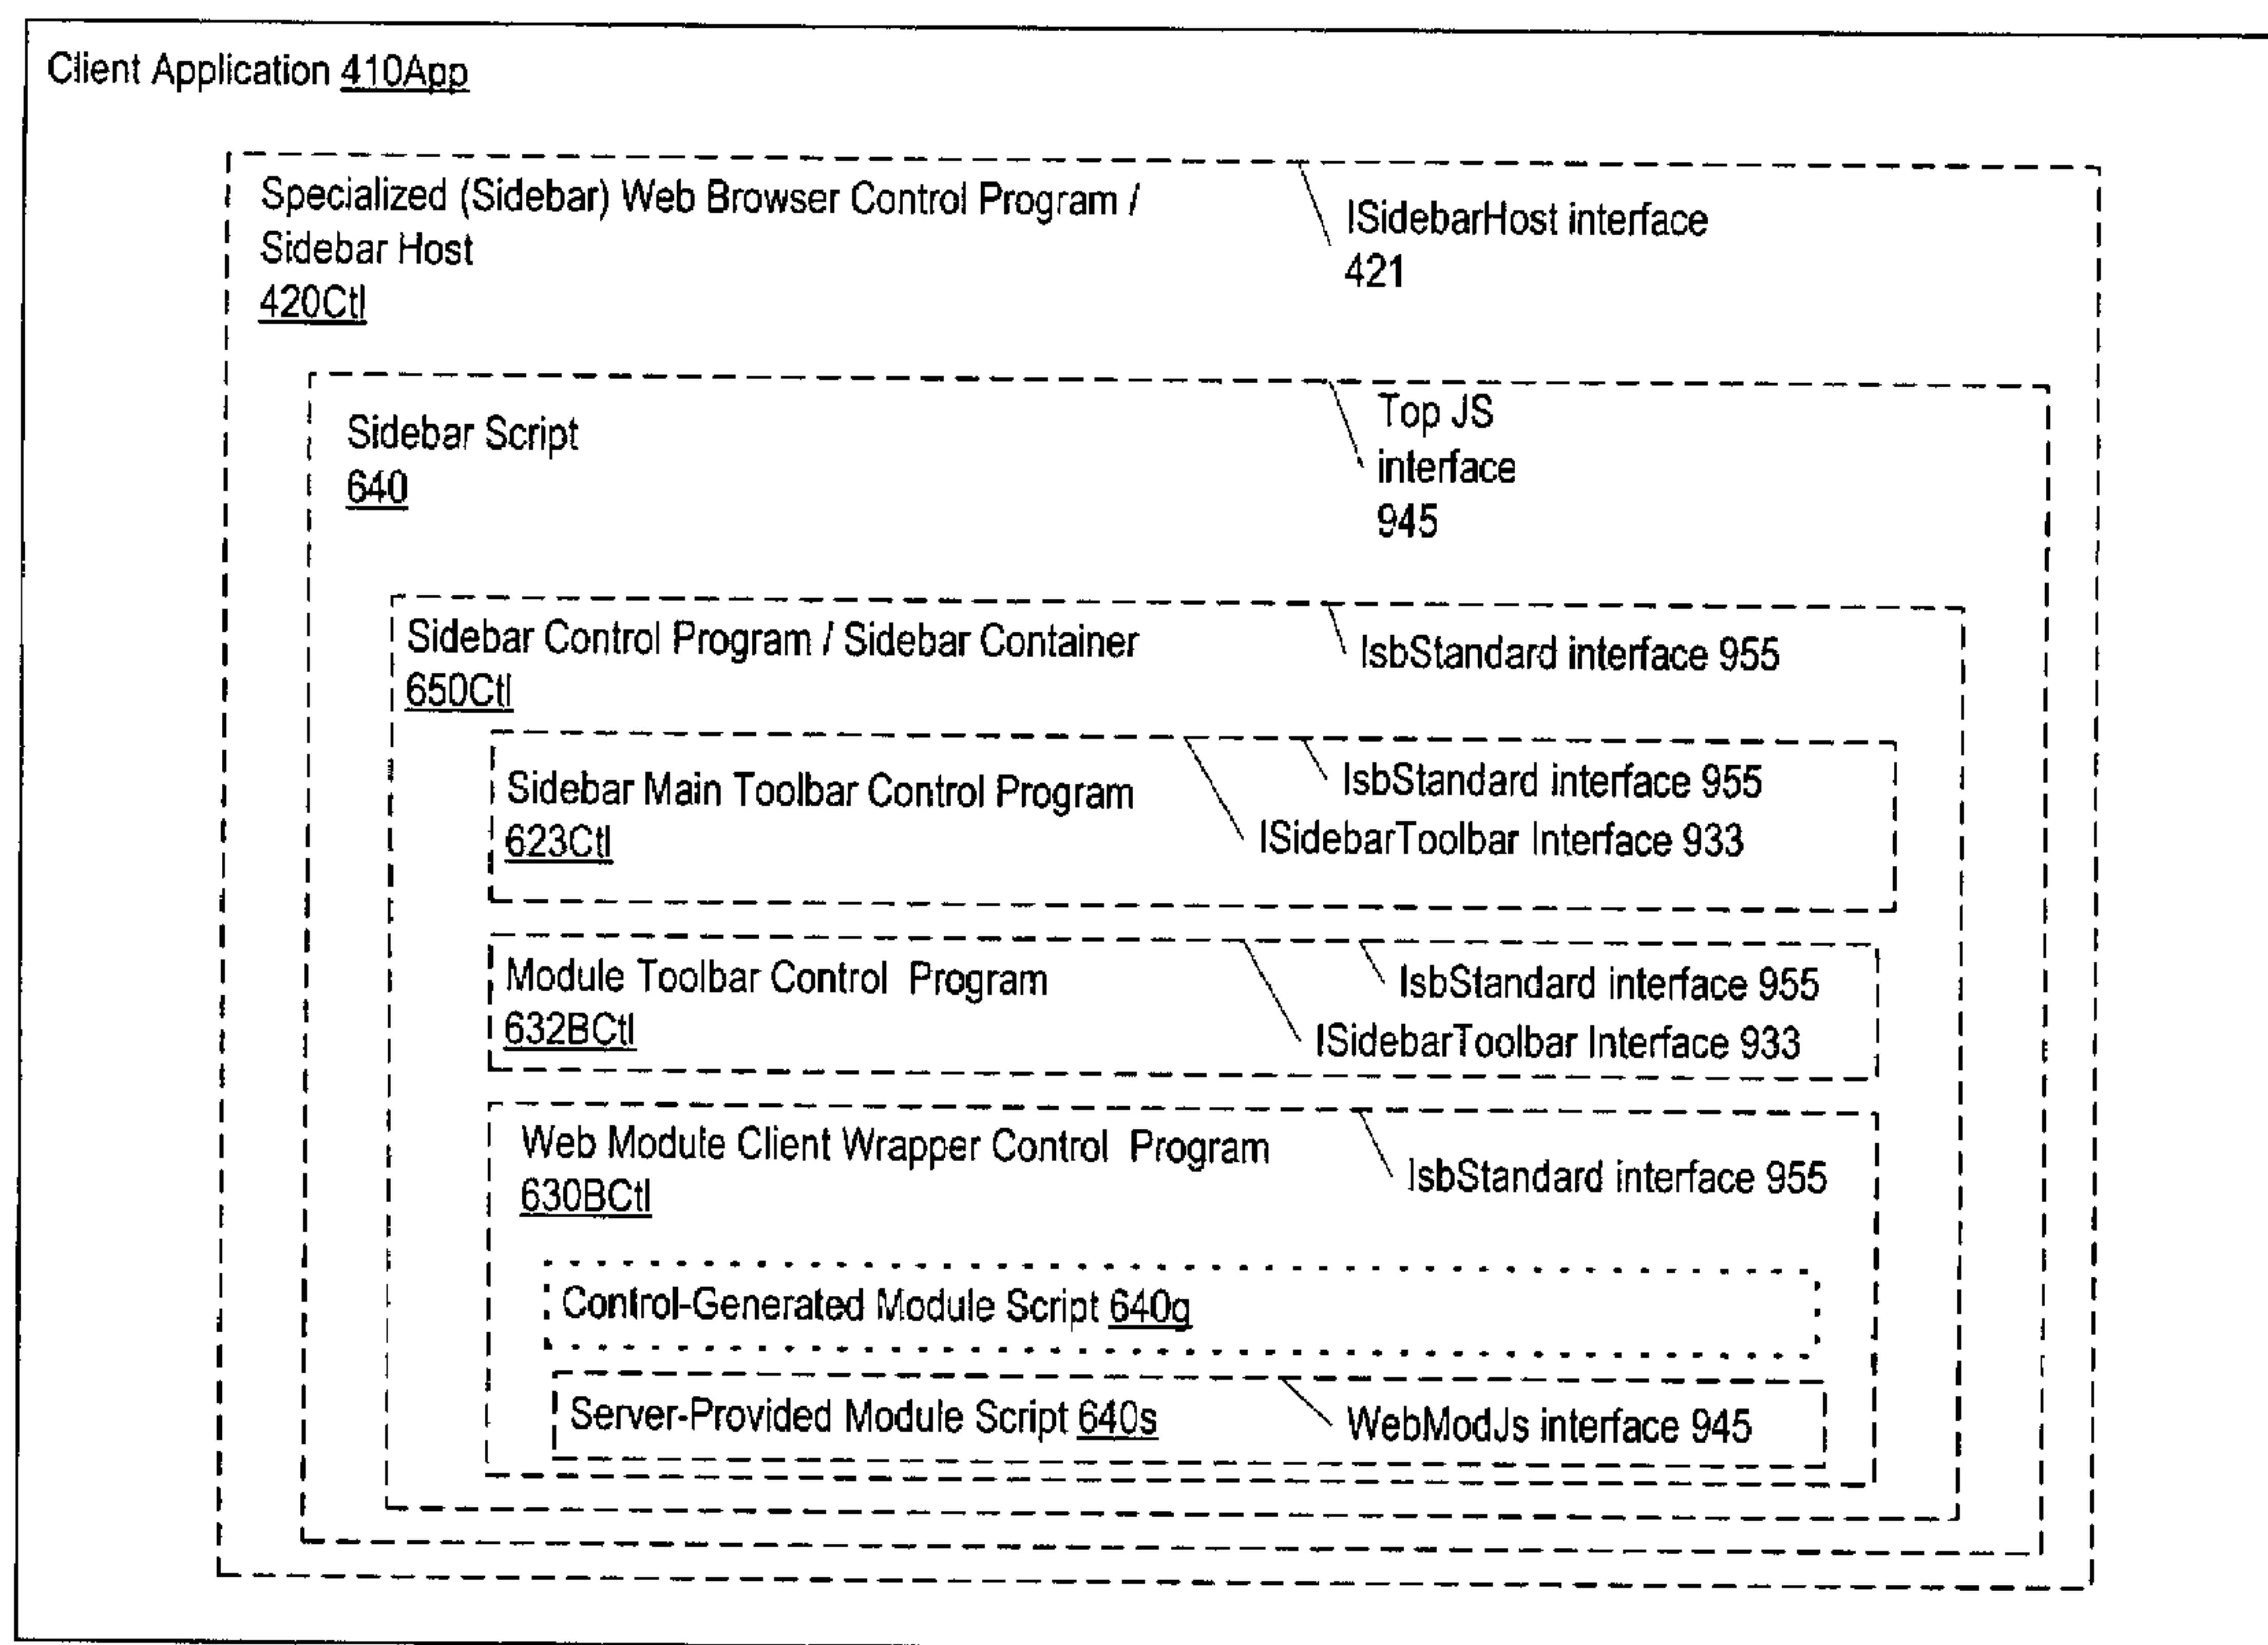 Client Application 410App
Specialized (Sidebar) Web Browser Control Program /
Sidebar Host
420Ctl
ISidebarHost interface
421
Sidebar Script
640
Top JS
interface
945
Sidebar Control Program / Sidebar Container
650Ctl
IsbStandard interface 955
Sidebar Main Toolbar Control Program
623Ctl
IsbStandard interface 955
ISidebarToolbar Interface 933
Module Toolbar Control Program
632BCtl
IsbStandard interface 955
ISidebarToolbar Interface 933
Web Module Client Wrapper Control Program
630BCtl
IsbStandard interface 955
Control-Generated Module Script 640g
Server-Provided Module Script 640s
WebModJs interface 945